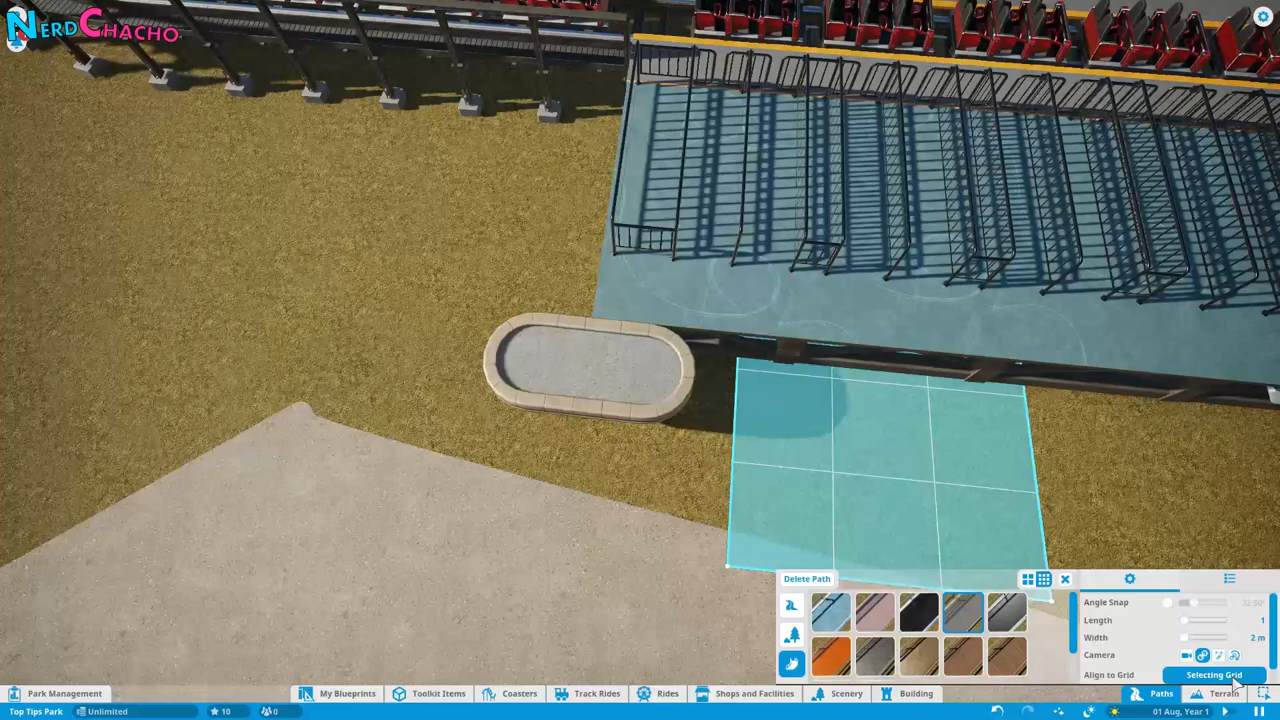 NERDCHACHO
Delete Path
Angle Snap 22.50°
Length 1
Width 2 m
Camera
Align to Grid Selecting Grid
Park Management My Blueprints Toolkit Items Coasters Track Rides Rides Shops and Facilities Scenery Building Paths Terrain
Top Tips Park Unlimited 10 0 01 Aug, Year 1